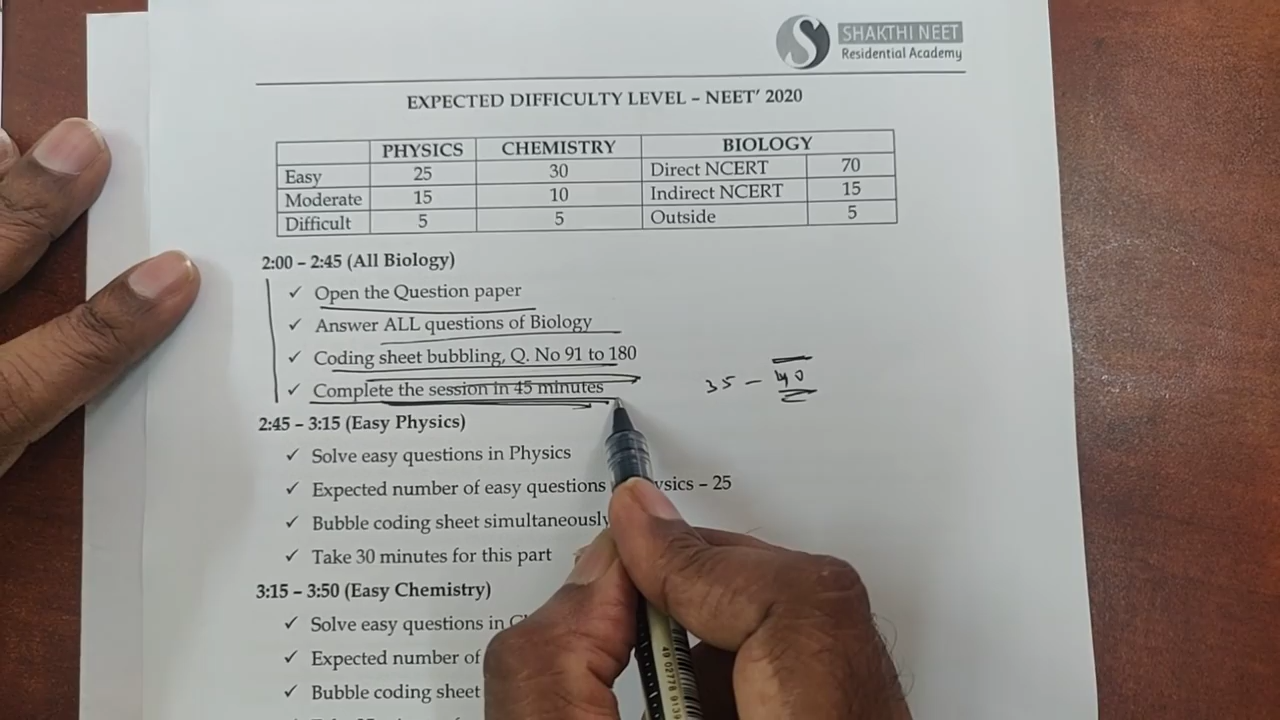 SHAKTHI NEET
Residential Academy
EXPECTED DIFFICULTY LEVEL – NEET' 2020
PHYSICS CHEMISTRY BIOLOGY
Easy 25 30 Direct NCERT 70
Moderate 15 10 Indirect NCERT 15
Difficult 5 5 Outside 5
2:00 – 2:45 (All Biology)
✓ Open the Question paper
✓ Answer ALL questions of Biology
✓ Coding sheet bubbling, Q. No 91 to 180
✓ Complete the session in 45 minutes 35 – 40
2:45 – 3:15 (Easy Physics)
✓ Solve easy questions in Physics
✓ Expected number of easy questions – 25
✓ Bubble coding sheet simultaneously
✓ Take 30 minutes for this part
3:15 – 3:50 (Easy Chemistry)
✓ Solve easy questions in
✓ Expected number of
✓ Bubble coding sheet